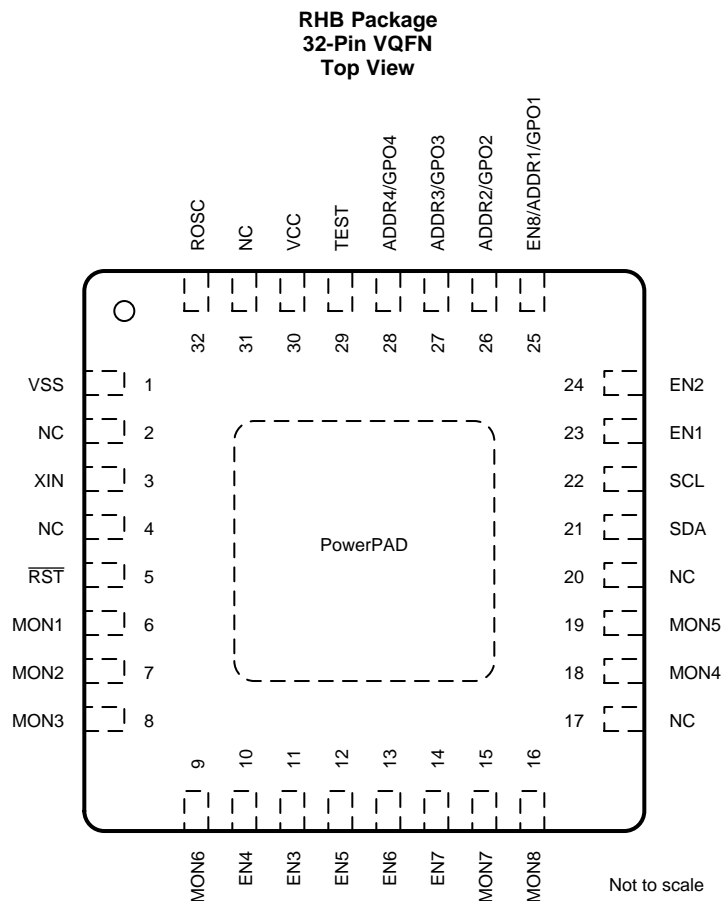 RHB Package
32-Pin VQFN
Top View
ROSC
NC
VCC
TEST
ADDR4/GPO4
ADDR3/GPO3
ADDR2/GPO2
EN8/ADDR1/GPO1
32
31
30
29
28
27
26
25
VSS 1
NC 2
XIN 3
NC 4
RST 5
MON1 6
MON2 7
MON3 8
PowerPAD
24 EN2
23 EN1
22 SCL
21 SDA
20 NC
19 MON5
18 MON4
17 NC
9
10
11
12
13
14
15
16
MON6
EN4
EN3
EN5
EN6
EN7
MON7
MON8
Not to scale